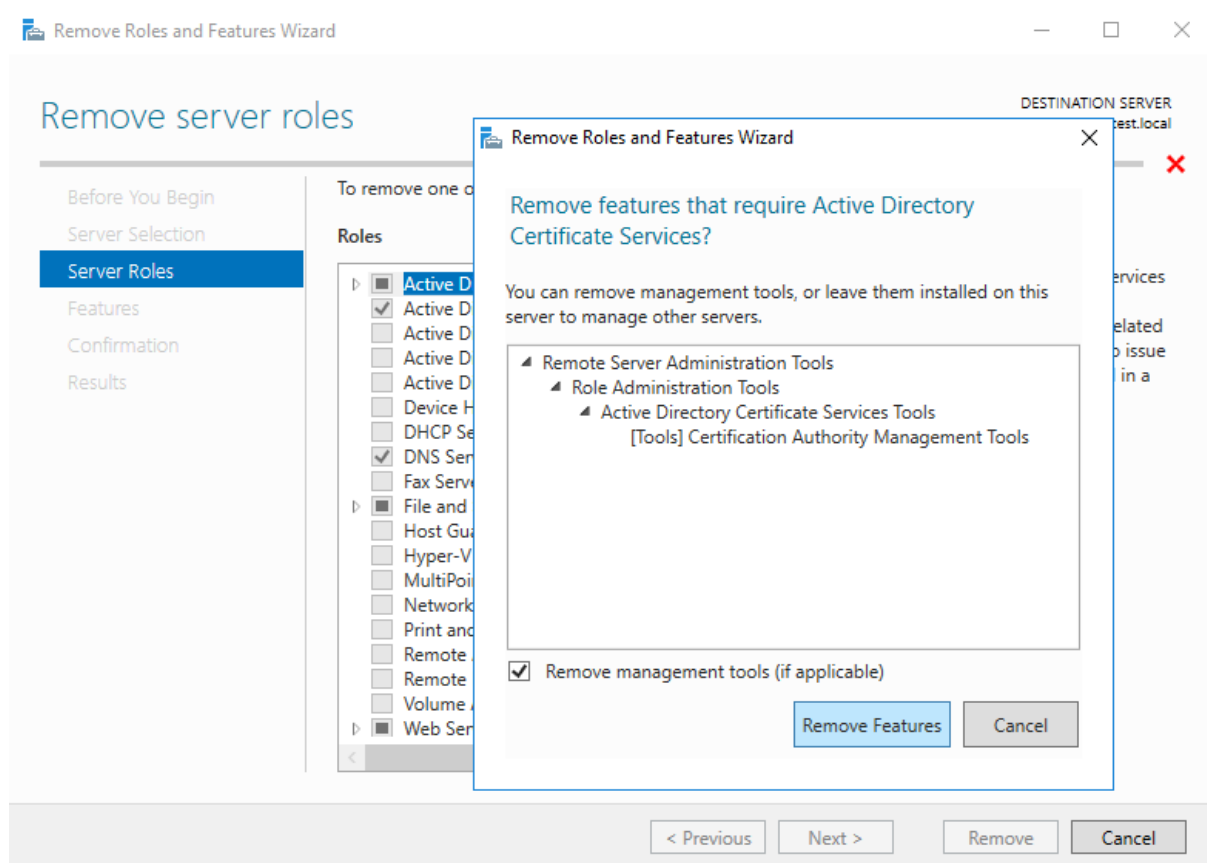 Remove Roles and Features Wizard
Remove server roles
DESTINATION SERVER
test.local
Before You Begin
Server Selection
Server Roles
Features
Confirmation
Results
To remove one o
Roles
Active D
Active D
Active D
Active D
Active D
Device H
DHCP Se
DNS Ser
Fax Serv
File and
Host Gua
Hyper-V
MultiPoi
Network
Print and
Remote
Remote
Volume
Web Ser
ervices
elated
o issue
in a
Remove Roles and Features Wizard
Remove features that require Active Directory
Certificate Services?
You can remove management tools, or leave them installed on this
server to manage other servers.
Remote Server Administration Tools
Role Administration Tools
Active Directory Certificate Services Tools
[Tools] Certification Authority Management Tools
Remove management tools (if applicable)
Remove Features
Cancel
< Previous
Next >
Remove
Cancel